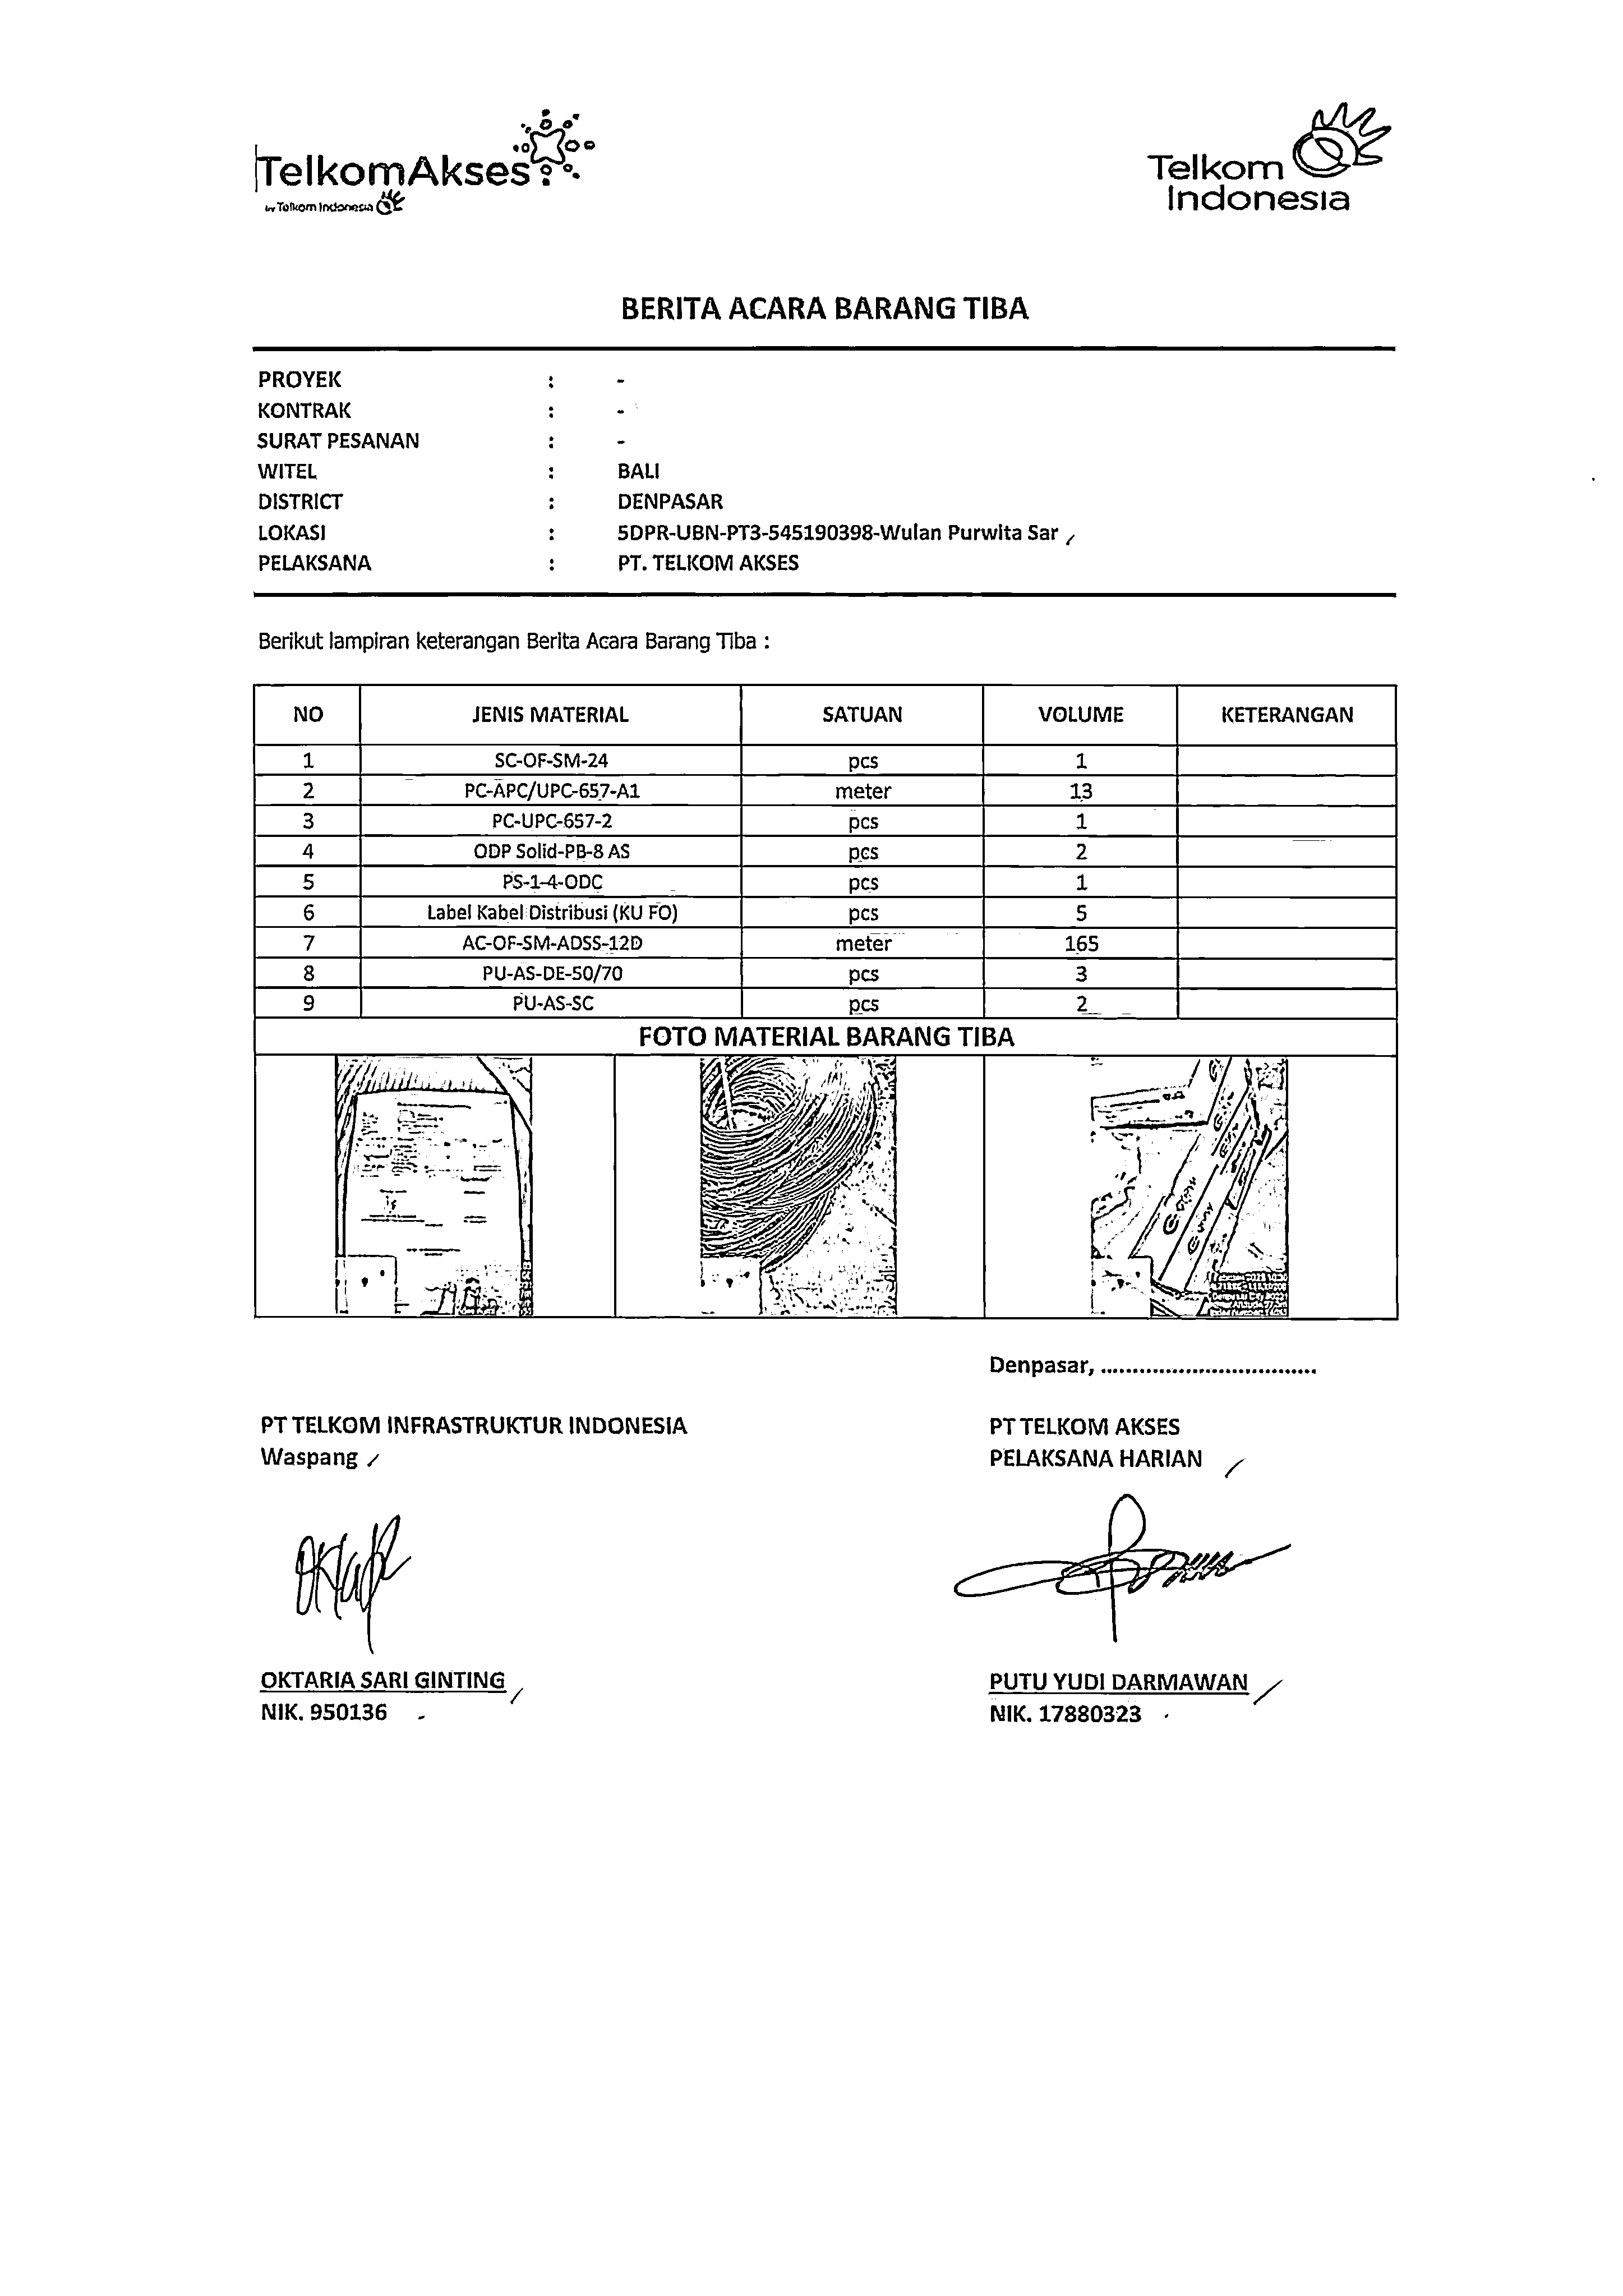 TelkomAkses
by Telkom Indonesia
Telkom
Indonesia
BERITA ACARA BARANG TIBA
PROYEK : -
KONTRAK : -
SURAT PESANAN : -
WITEL : BALI
DISTRICT : DENPASAR
LOKASI : 5DPR-UBN-PT3-545190398-Wulan Purwita Sar
PELAKSANA : PT. TELKOM AKSES
Berikut lampiran keterangan Berita Acara Barang Tiba :
NO JENIS MATERIAL SATUAN VOLUME KETERANGAN
1 SC-OF-SM-24 pcs 1
2 PC-APC/UPC-657-A1 meter 13
3 PC-UPC-657-2 pcs 1
4 ODP Solid-PB-8 AS pcs 2
5 PS-1-4-ODC pcs 1
6 Label Kabel Distribusi (KU FO) pcs 5
7 AC-OF-SM-ADSS-12D meter 165
8 PU-AS-DE-50/70 pcs 3
9 PU-AS-SC pcs 2
FOTO MATERIAL BARANG TIBA
Denpasar, ..................................
PT TELKOM INFRASTRUKTUR INDONESIA
Waspang
PT TELKOM AKSES
PELAKSANA HARIAN
OKTARIA SARI GINTING
NIK. 950136
PUTU YUDI DARMAWAN
NIK. 17880323